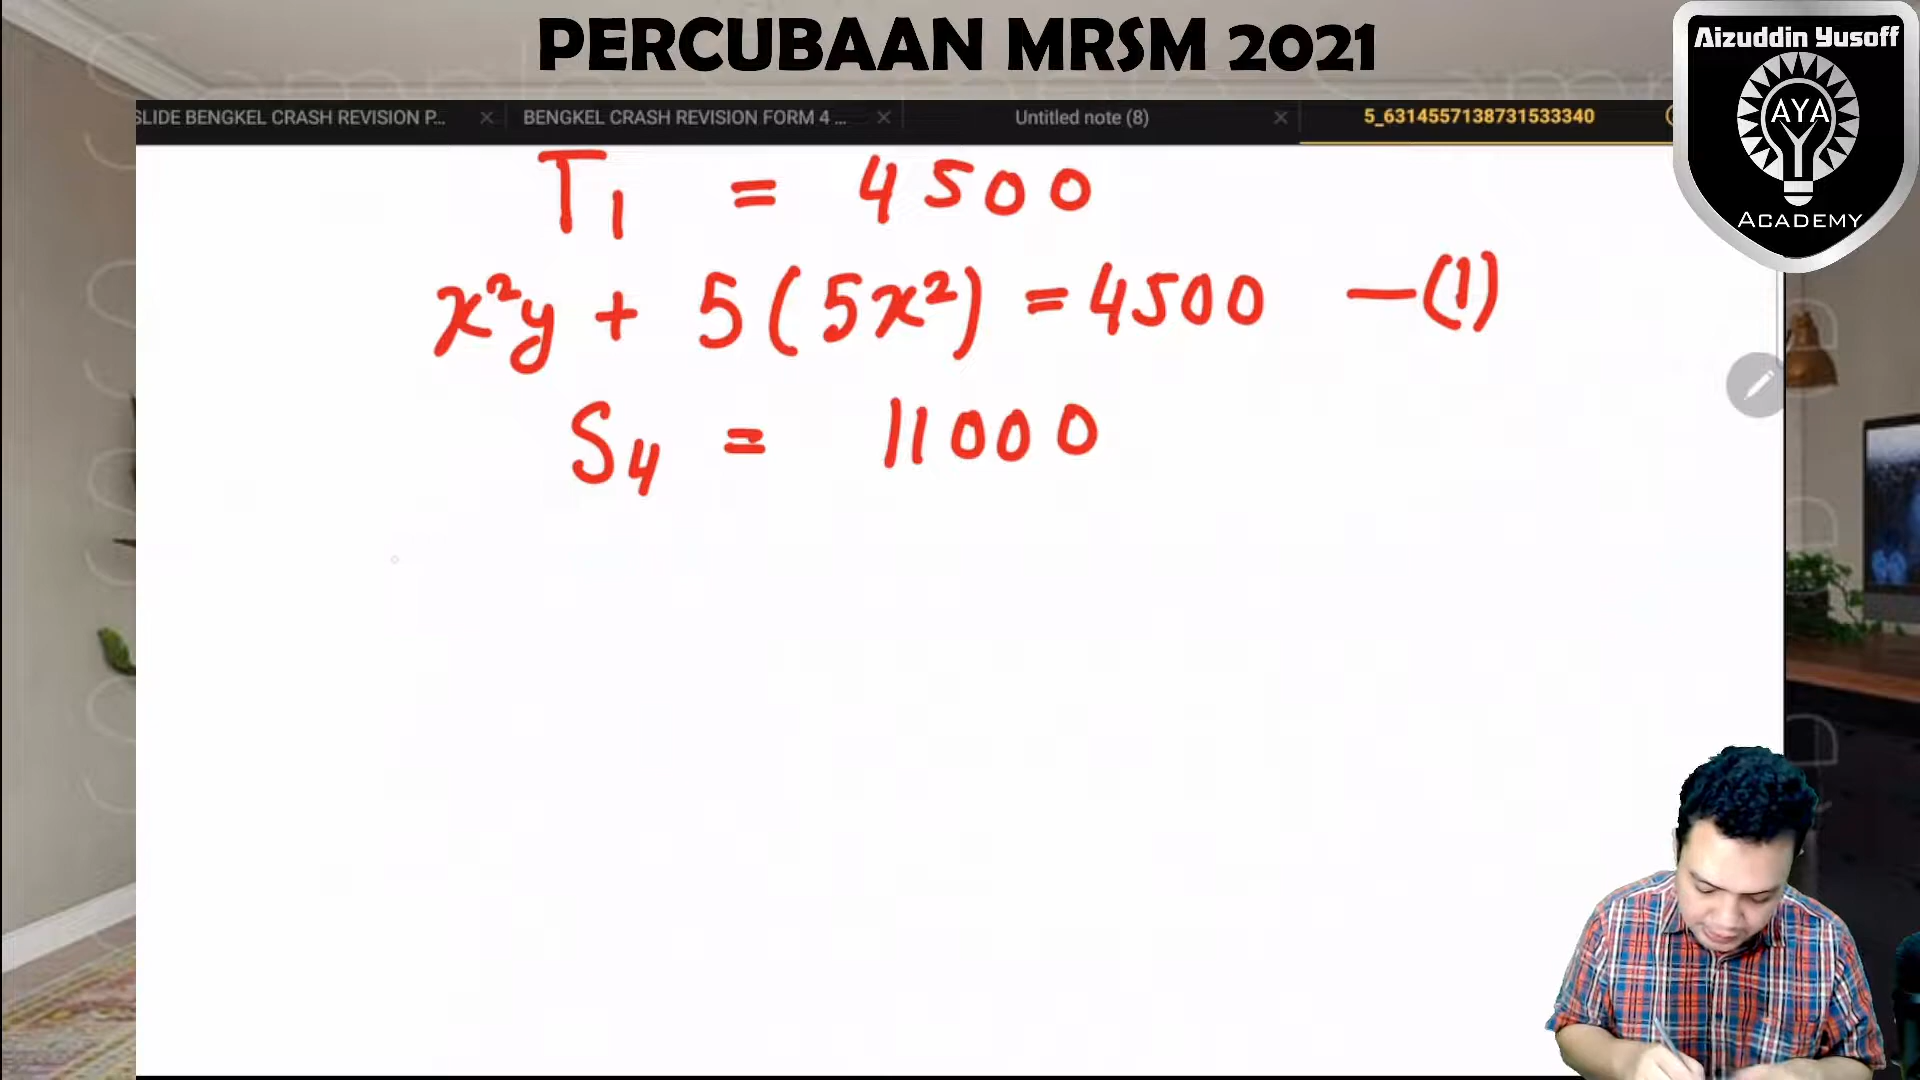 PERCUBAAN MRSM 2021
Aizuddin Yusoff
AYA
ACADEMY
SLIDE BENGKEL CRASH REVISION P...
BENGKEL CRASH REVISION FORM 4 ...
Untitled note (8)
5_6314557138731533340
T₁ = 4500
x²y + 5(5x²) = 4500 —(1)
S₄ = 11000